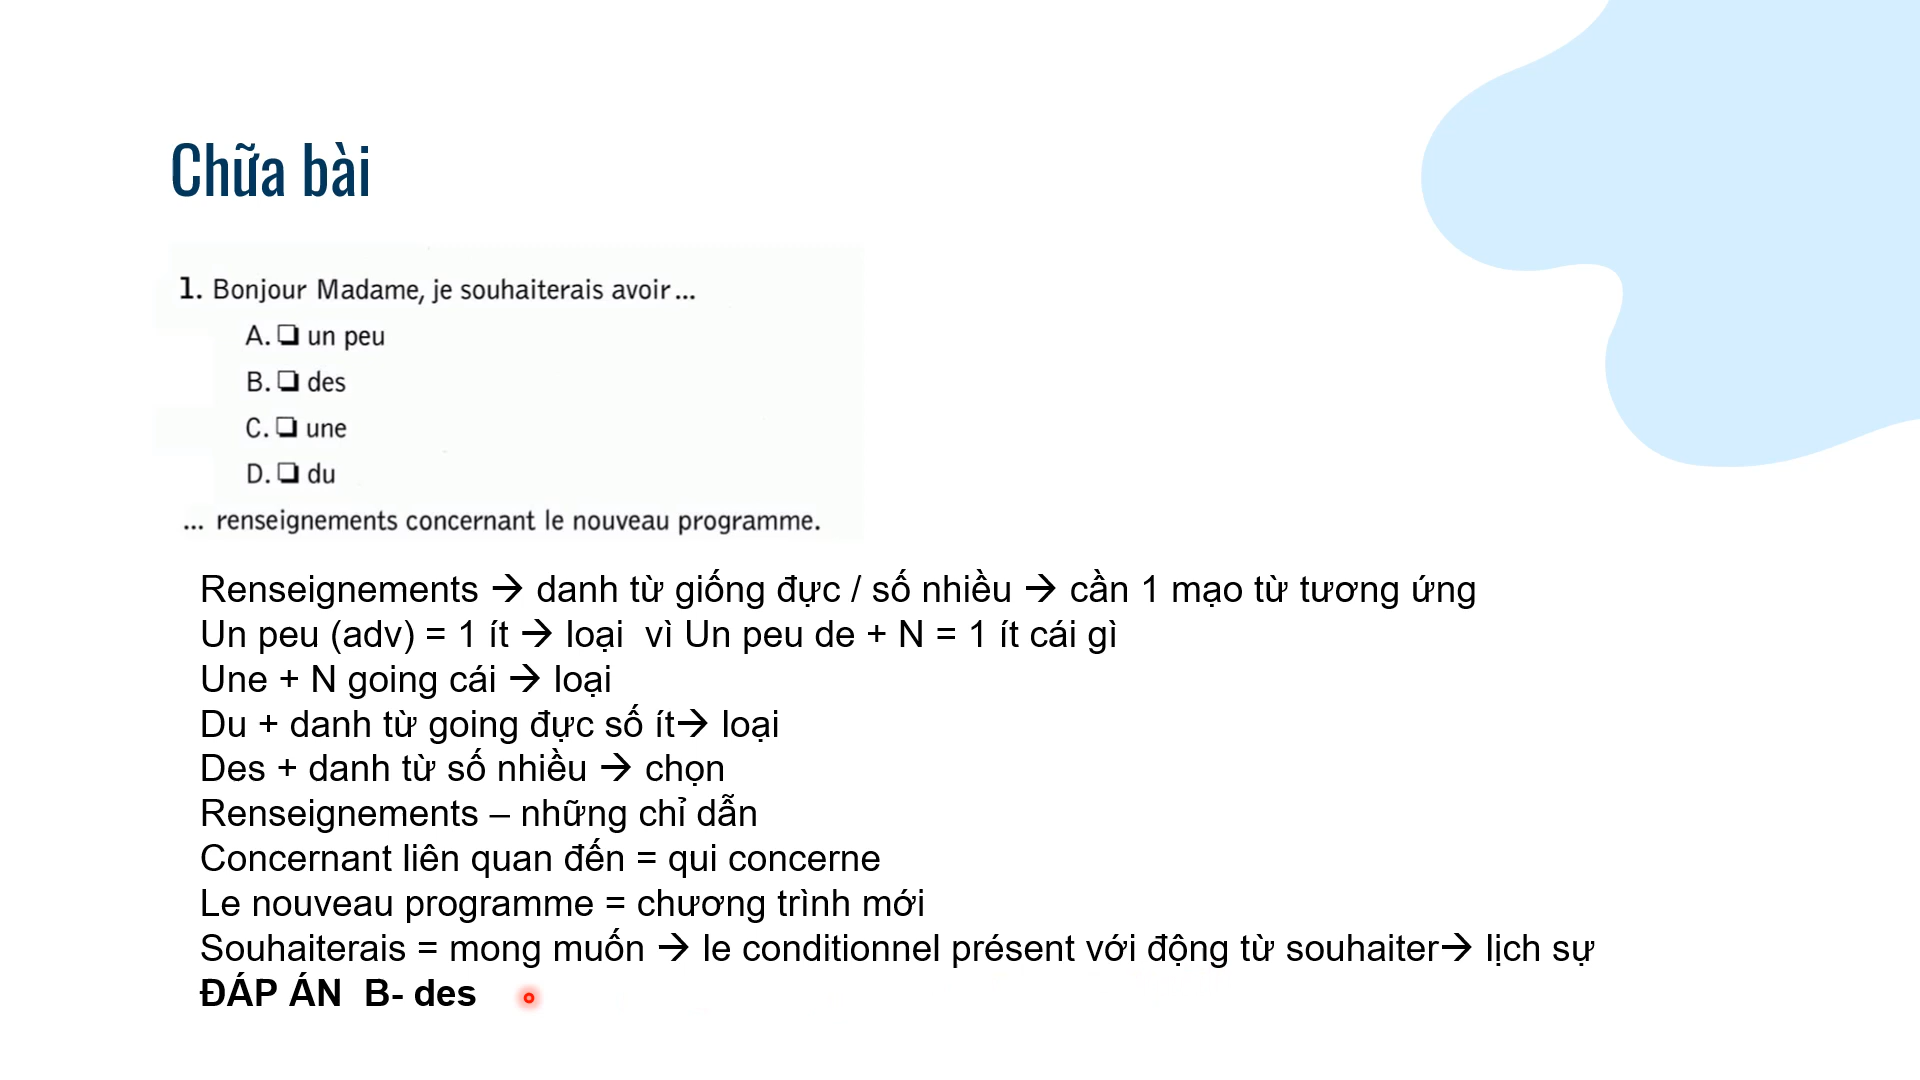 Chữa bài
1. Bonjour Madame, je souhaiterais avoir...
A. ❏ un peu
B. ❏ des
C. ❏ une
D. ❏ du
... renseignements concernant le nouveau programme.
Renseignements → danh từ giống đực / số nhiều → cần 1 mạo từ tương ứng
Un peu (adv) = 1 ít → loại  vì Un peu de + N = 1 ít cái gì
Une + N going cái → loại
Du + danh từ going đực số ít→ loại
Des + danh từ số nhiều → chọn
Renseignements – những chỉ dẫn
Concernant liên quan đến = qui concerne
Le nouveau programme = chương trình mới
Souhaiterais = mong muốn → le conditionnel présent với động từ souhaiter→ lịch sự
ĐÁP ÁN  B- des